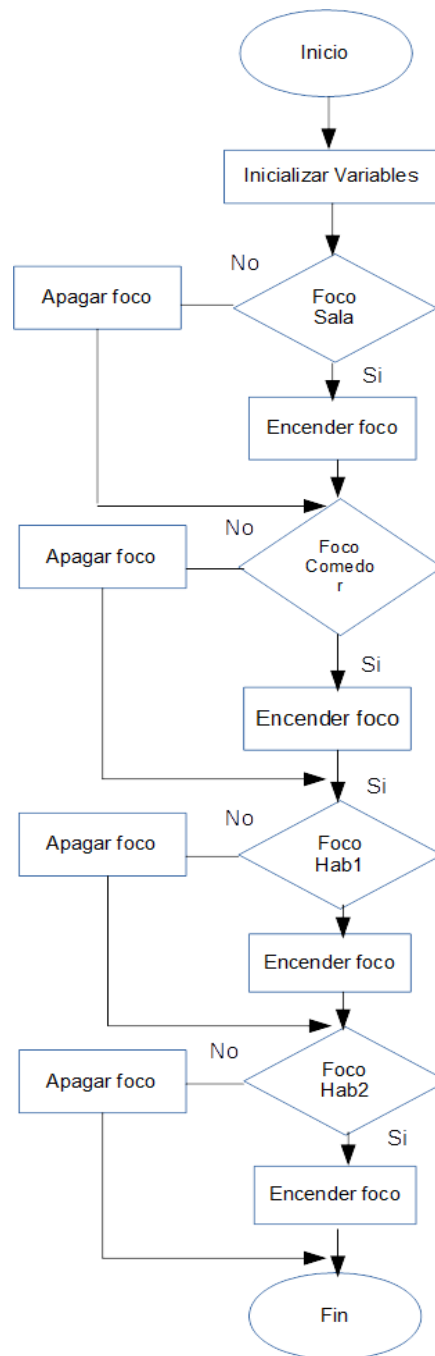 Inicio
Inicializar Variables
No
Apagar foco
Foco
Sala
Si
Encender foco
No
Apagar foco
Foco
Comedo
r
Si
Encender foco
Si
No
Apagar foco
Foco
Hab1
Encender foco
No
Apagar foco
Foco
Hab2
Si
Encender foco
Fin